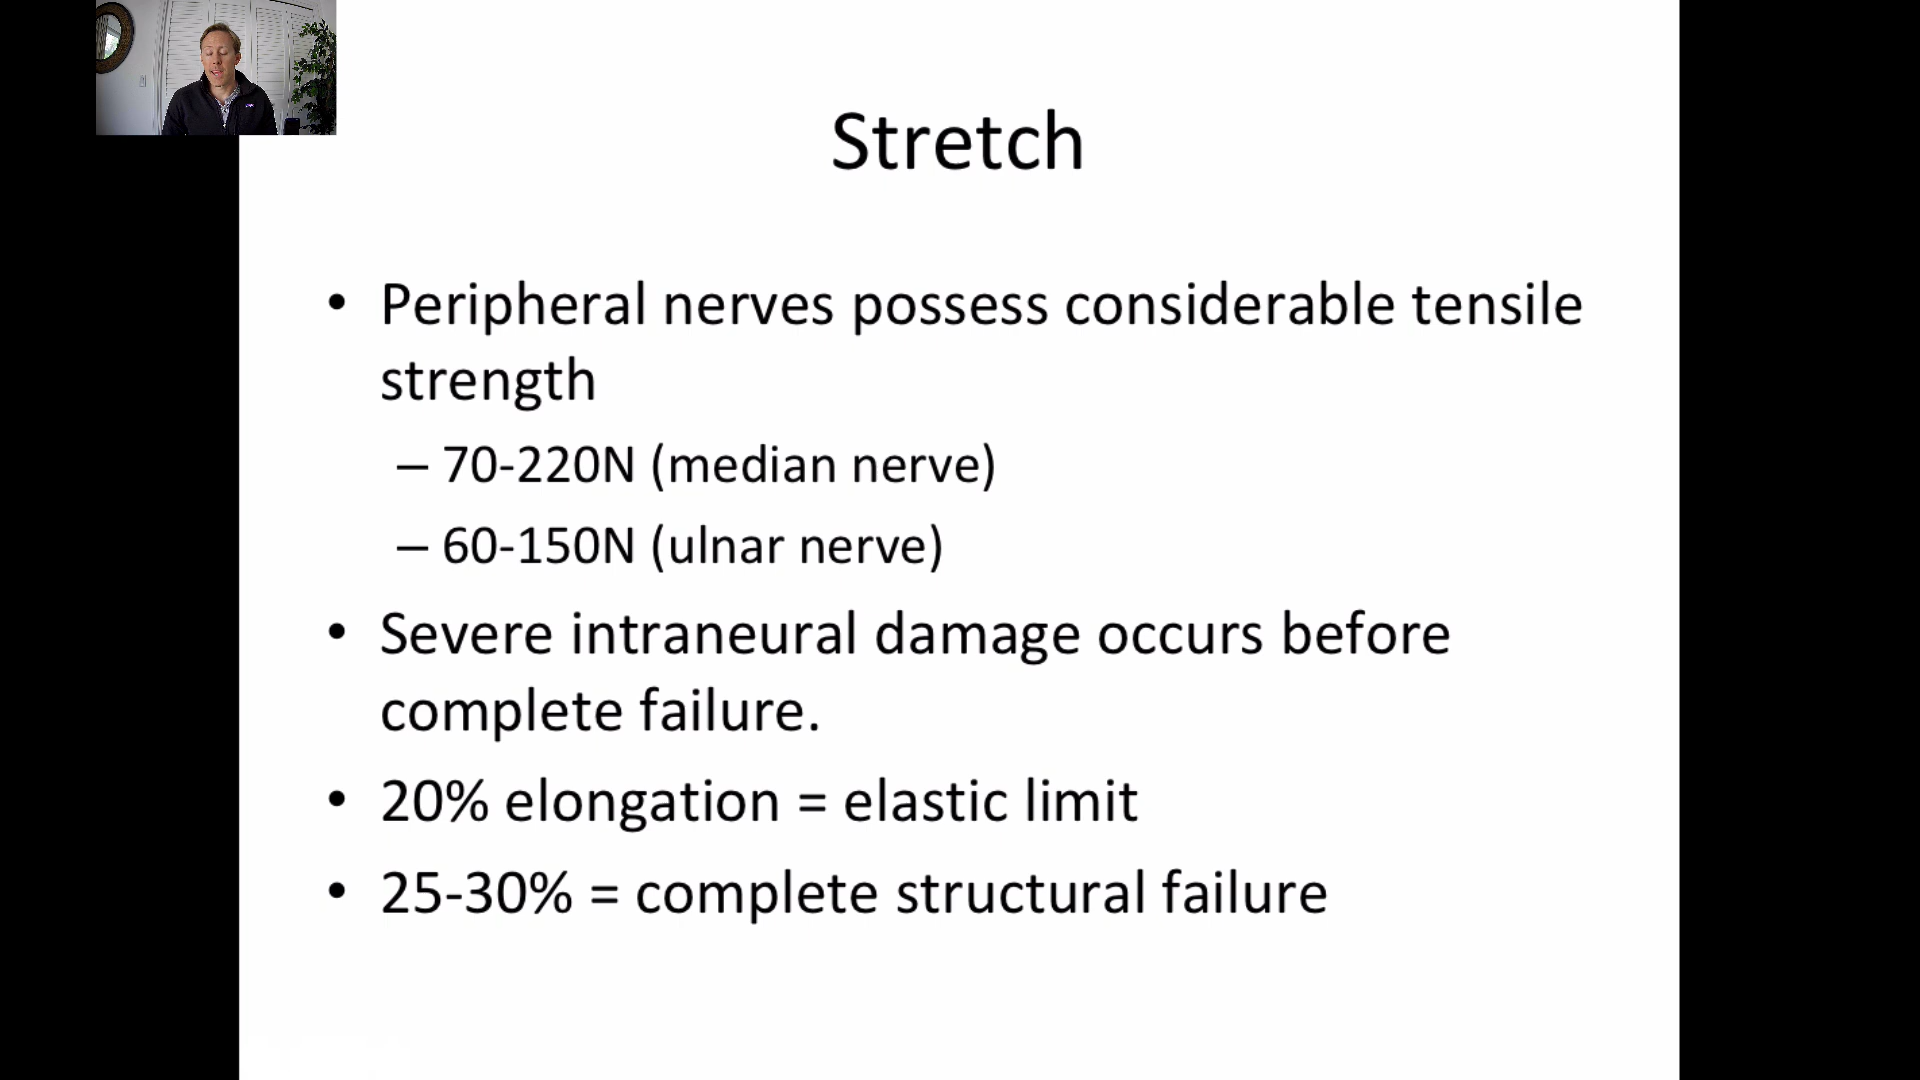 Stretch
• Peripheral nerves possess considerable tensile
strength
– 70-220N (median nerve)
– 60-150N (ulnar nerve)
• Severe intraneural damage occurs before
complete failure.
• 20% elongation = elastic limit
• 25-30% = complete structural failure